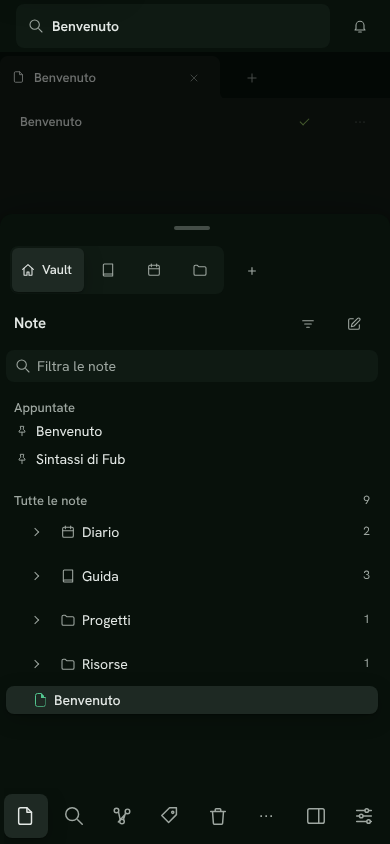 Benvenuto
Benvenuto
Benvenuto
Vault
Note
Filtra le note
Appuntate
Benvenuto
Sintassi di Fub
Tutte le note 9
Diario 2
Guida 3
Progetti 1
Risorse 1
Benvenuto